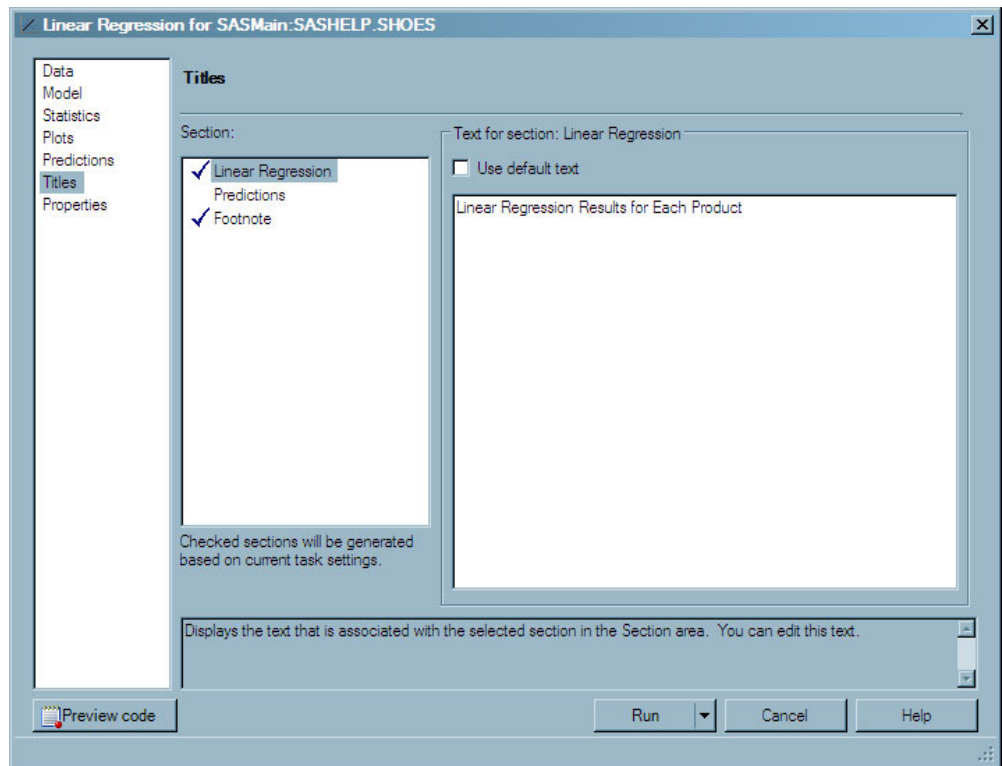 Linear Regression for SASMain:SASHELP.SHOES
Data
Model
Statistics
Plots
Predictions
Titles
Properties
Titles
Section:
Linear Regression
Predictions
Footnote
Checked sections will be generated
based on current task settings.
Text for section: Linear Regression
Use default text
Linear Regression Results for Each Product
Displays the text that is associated with the selected section in the Section area. You can edit this text.
Preview code
Run
Cancel
Help